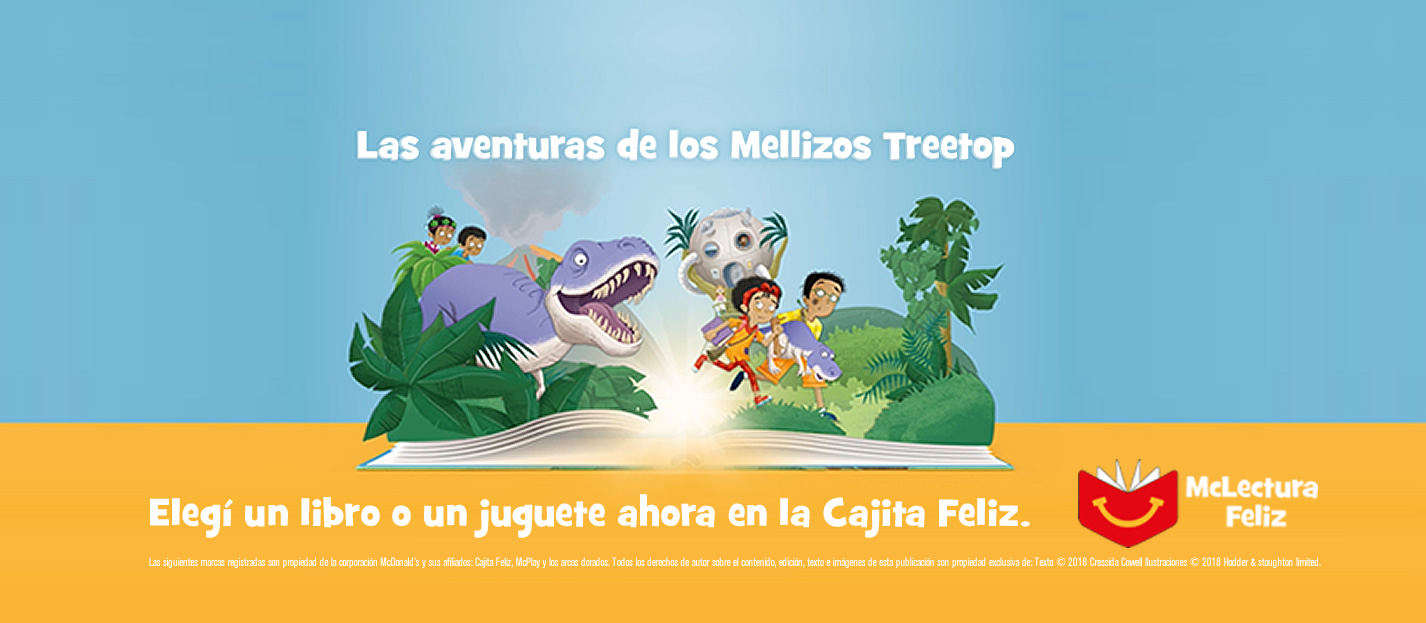 Las aventuras de los Mellizos Treetop
Elegí un libro o un juguete ahora en la Cajita Feliz.
McLectura
Feliz
Las siguientes marcas registradas son propiedad de la corporación McDonald's y sus afiliados: Cajita Feliz, McPlay y los arcos dorados. Todos los derechos de autor sobre el contenido, edición, texto e imágenes de esta publicación son propiedad exclusiva de: Texto © 2018 Cressida Cowell Ilustraciones © 2018 Hodder & stoughton limited.